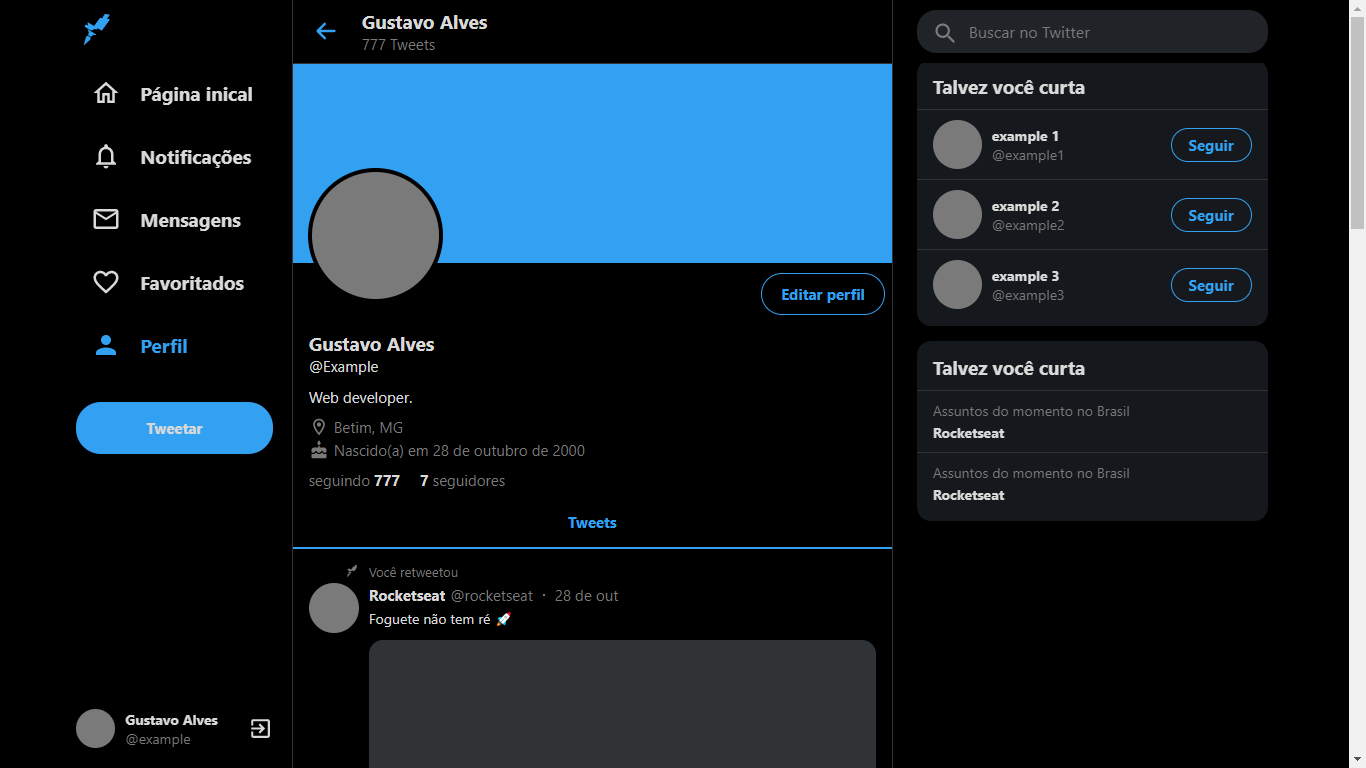 Página inical
Notificações
Mensagens
Favoritados
Perfil
Tweetar
Gustavo Alves
@example
Gustavo Alves
777 Tweets
Editar perfil
Gustavo Alves
@Example
Web developer.
Betim, MG
Nascido(a) em 28 de outubro de 2000
seguindo 777 7 seguidores
Tweets
Você retweetou
Rocketseat @rocketseat · 28 de out
Foguete não tem ré 🚀
Buscar no Twitter
Talvez você curta
example 1
@example1
Seguir
example 2
@example2
Seguir
example 3
@example3
Seguir
Talvez você curta
Assuntos do momento no Brasil
Rocketseat
Assuntos do momento no Brasil
Rocketseat